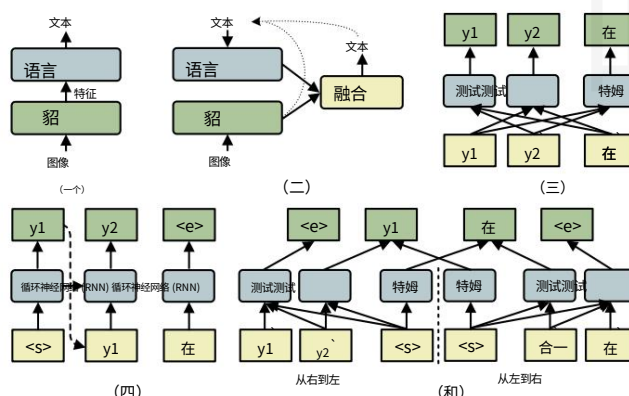 文本
语言
特征
貂
图像
（一个）
文本
语言
文本
融合
貂
图像
（二）
y1 y2 在
测试测试 特姆
y1 y2 在
（三）
y1 y2 <e>
循环神经网络 (RNN) 循环神经网络 (RNN)
<s> y1 在
（四）
<e> y1 在 <e>
测试测试 特姆 特姆 测试测试
y1 y2` <s> <s> 合一 在
从右到左 从左到右
（和）